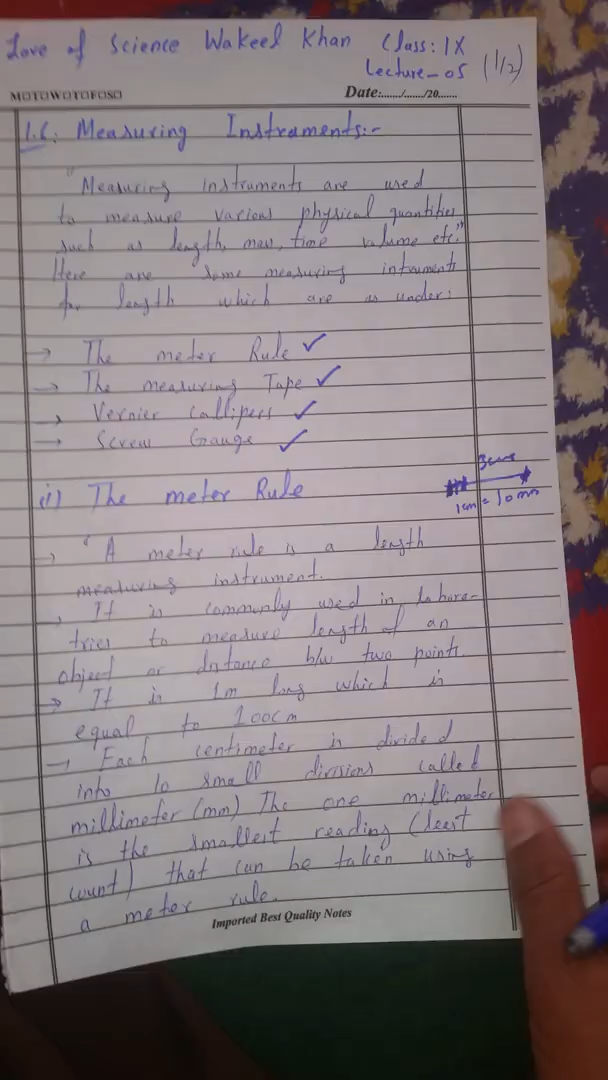 Love of Science Wakeel Khan Class: IX
Lecture-05 (1/2)
MOTOWOTOFOSO
Date:....../....../20.......
1.6: Measuring Instraments:-
"Measuring instruments are used
to measure various physical quantities
such as length, mass, time volume etc."
Here are some measuring intruments
for length which are as under:
→ The meter Rule ✓
→ The measuring Tape ✓
→ Vernier Callipers ✓
→ Screw Gauge ✓
3cm
1cm = 10mm
(i) The meter Rule
→ "A meter rule is a length
measuring instrument.
→ It is commonly used in labora-
tries to measure length of an
object or distance b/w two points.
→ It is 1m long which is
equal to 100cm
→ Each centimeter is divided
into 10 small divisions called
millimeter (mm) The one millimeter
is the smallest reading (least
count) that can be taken using
a meter rule.
Imported Best Quality Notes